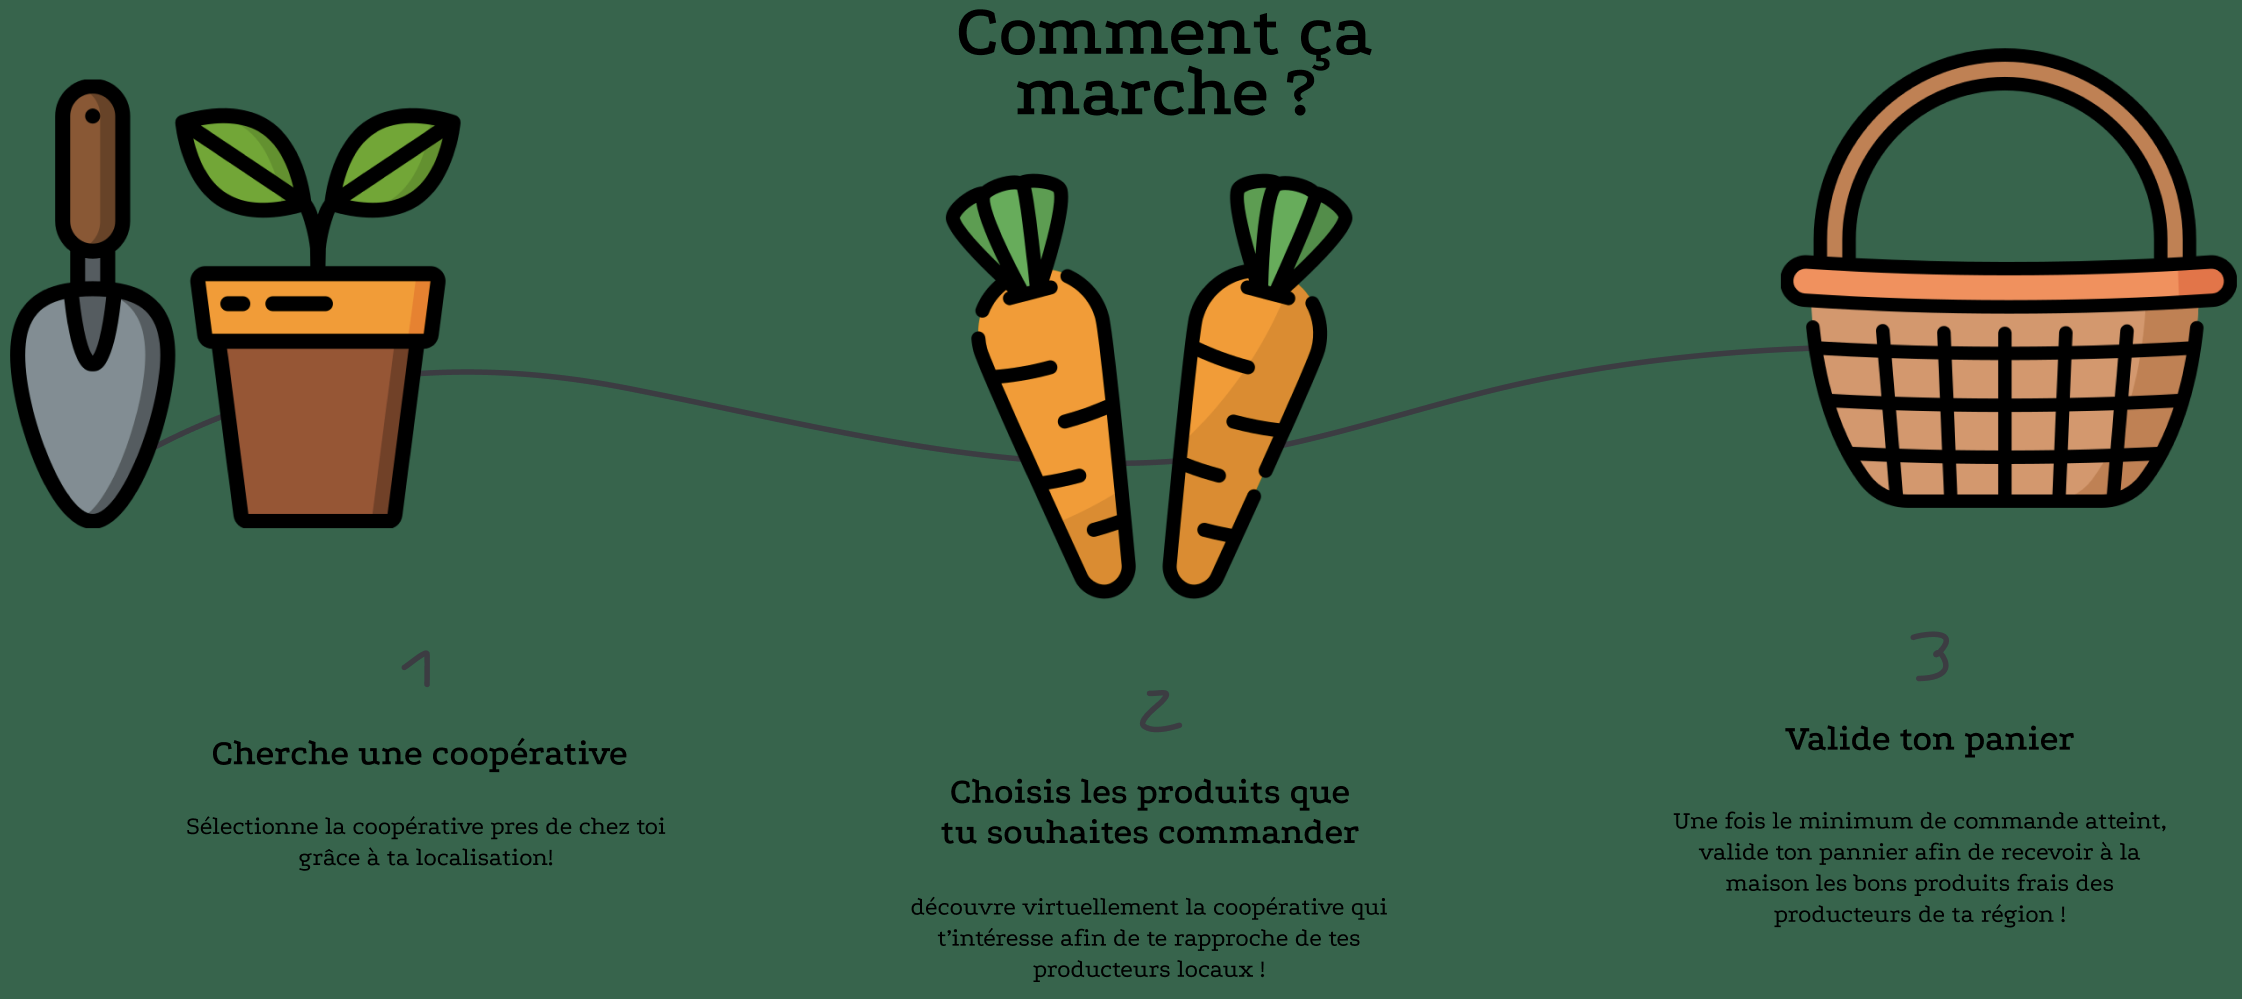 Comment ça
marche ?
1
Cherche une coopérative
Sélectionne la coopérative pres de chez toi
grâce à ta localisation!
2
Choisis les produits que
tu souhaites commander
découvre virtuellement la coopérative qui
t’intéresse afin de te rapproche de tes
producteurs locaux !
3
Valide ton panier
Une fois le minimum de commande atteint,
valide ton pannier afin de recevoir à la
maison les bons produits frais des
producteurs de ta région !